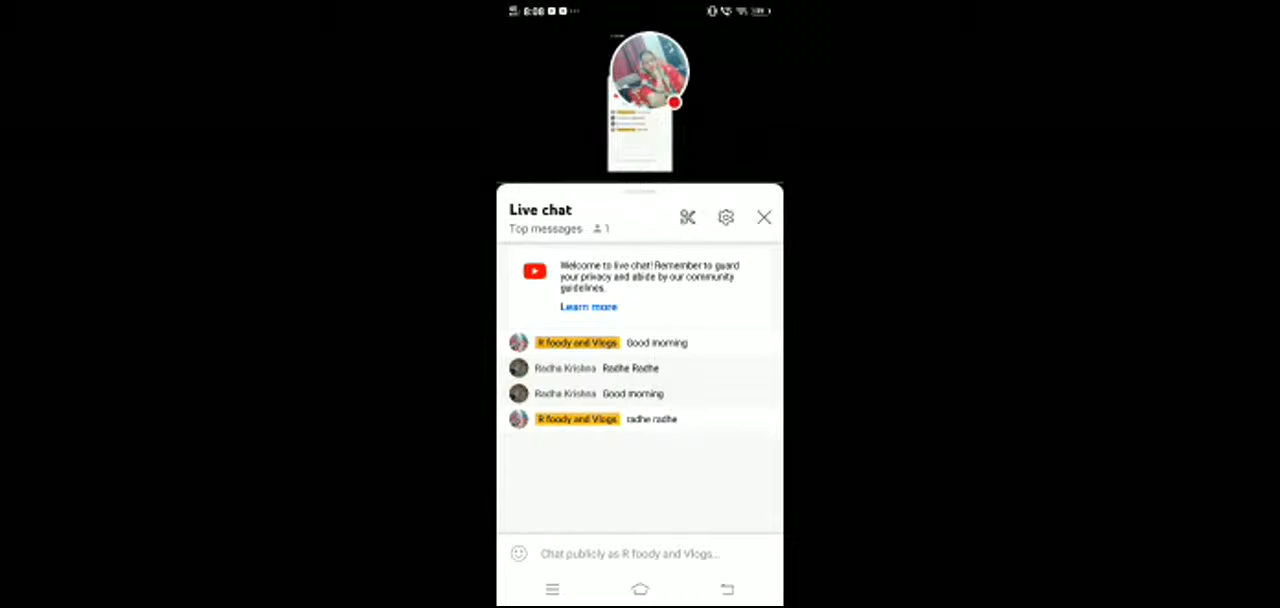 8:08
Live chat
Top messages 1
Welcome to live chat! Remember to guard
your privacy and abide by our community
guidelines.
Learn more
R foody and Vlogs Good morning
Radha Krishna Radhe Radhe
Radha Krishna Good morning
R foody and Vlogs radhe radhe
Chat publicly as R foody and Vlogs...